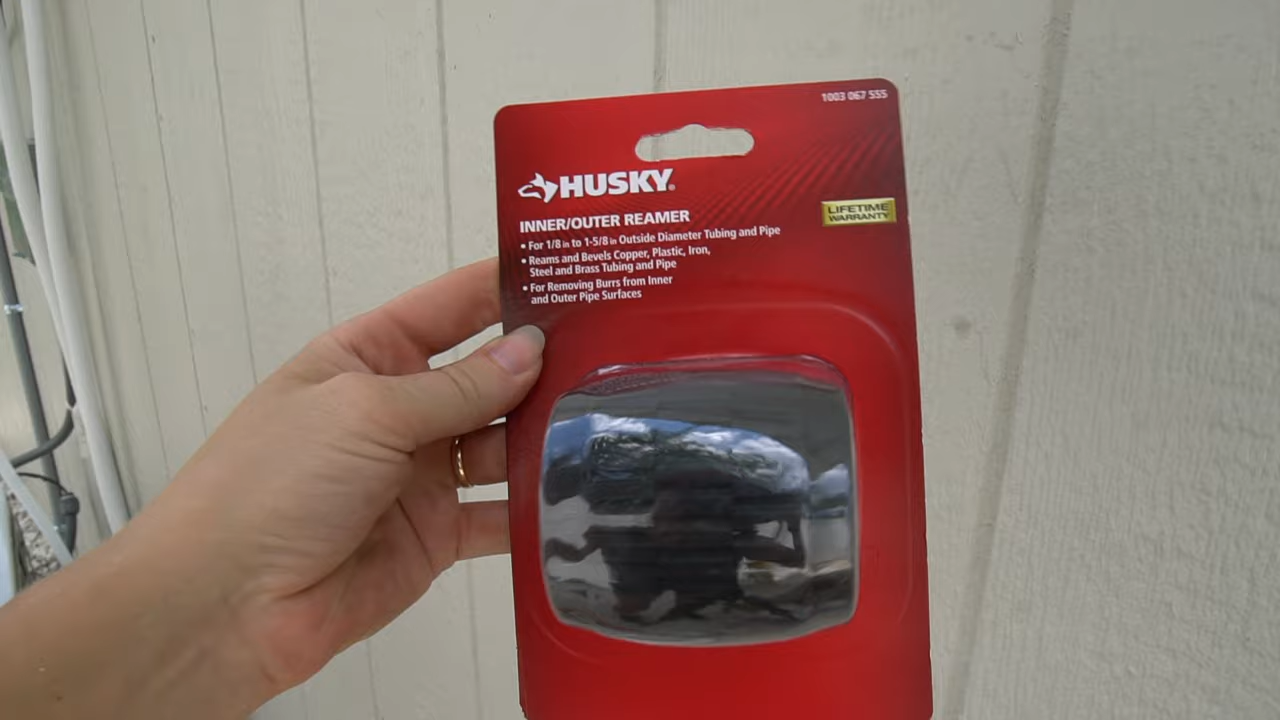 1003 067 555
HUSKY®
LIFETIME
WARRANTY
INNER/OUTER REAMER
• For 1/8 in to 1-5/8 in Outside Diameter Tubing and Pipe
• Reams and Bevels Copper, Plastic, Iron,
Steel and Brass Tubing and Pipe
• For Removing Burrs from Inner
and Outer Pipe Surfaces